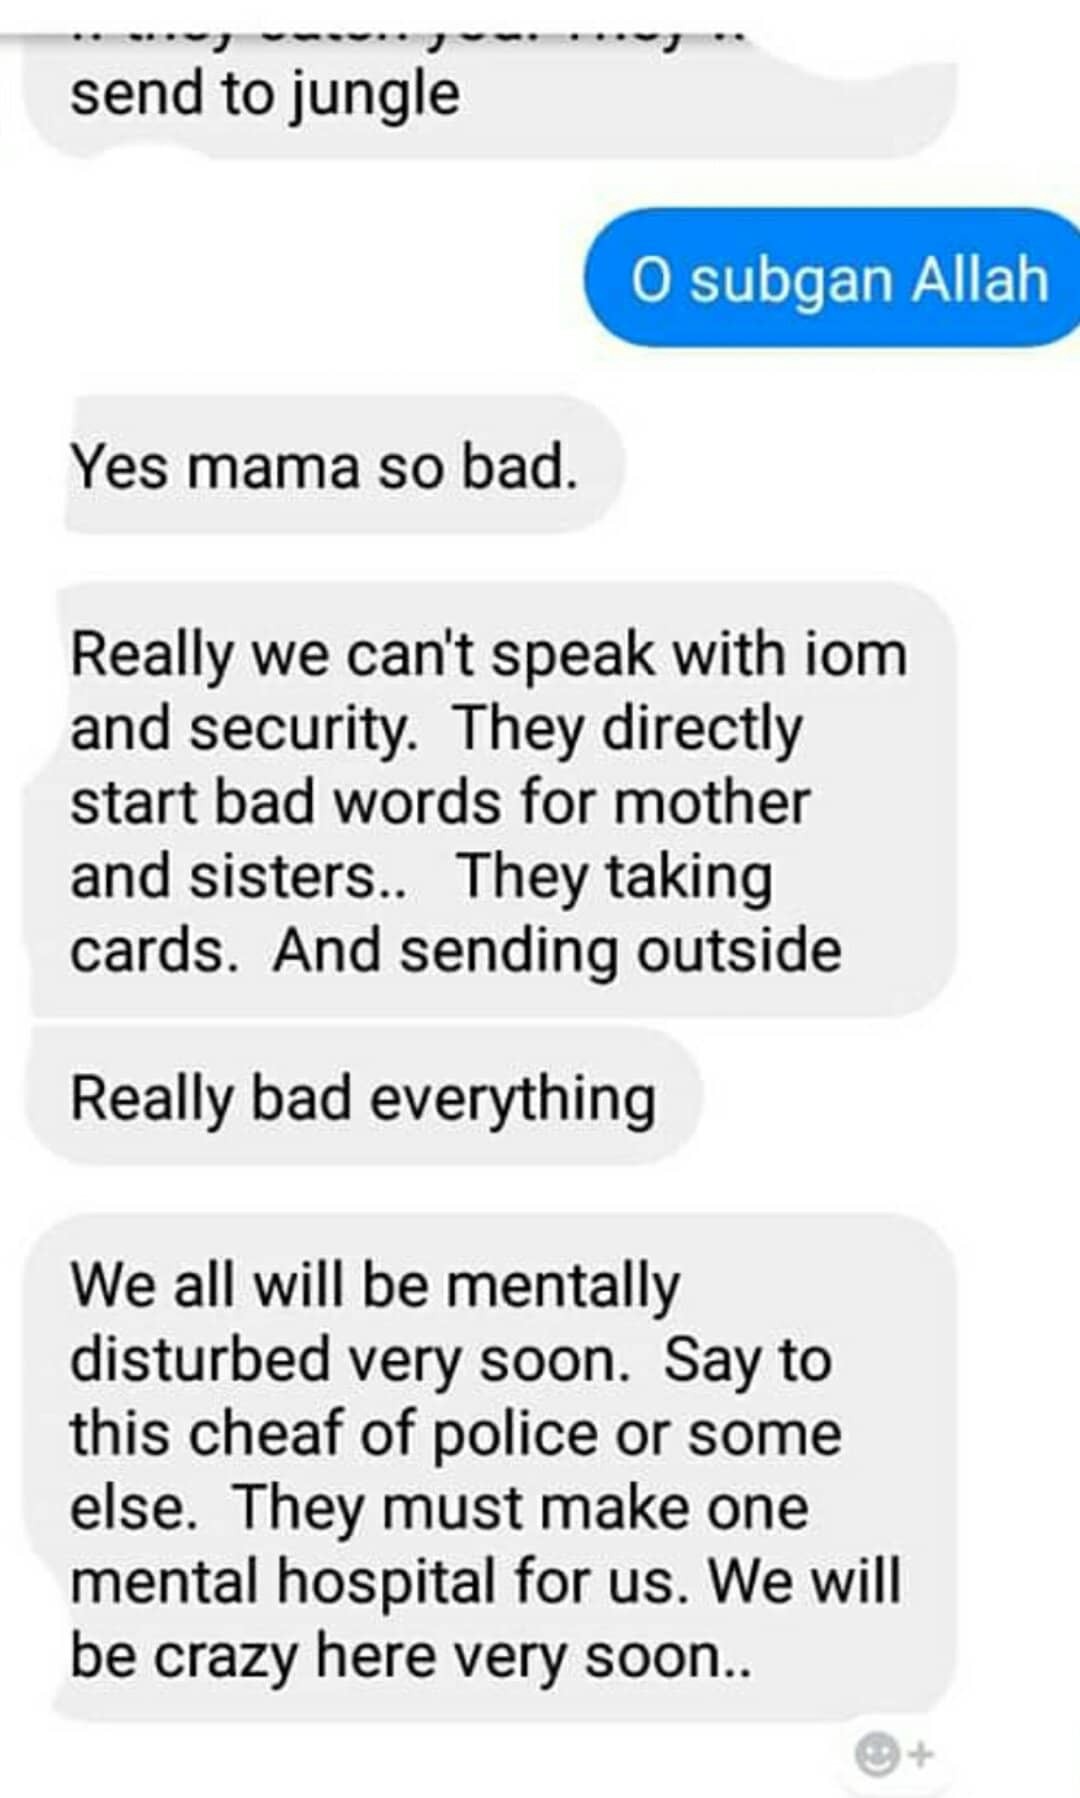 send to jungle
O subgan Allah
Yes mama so bad.
Really we can't speak with iom
and security. They directly
start bad words for mother
and sisters.. They taking
cards. And sending outside
Really bad everything
We all will be mentally
disturbed very soon. Say to
this cheaf of police or some
else. They must make one
mental hospital for us. We will
be crazy here very soon..